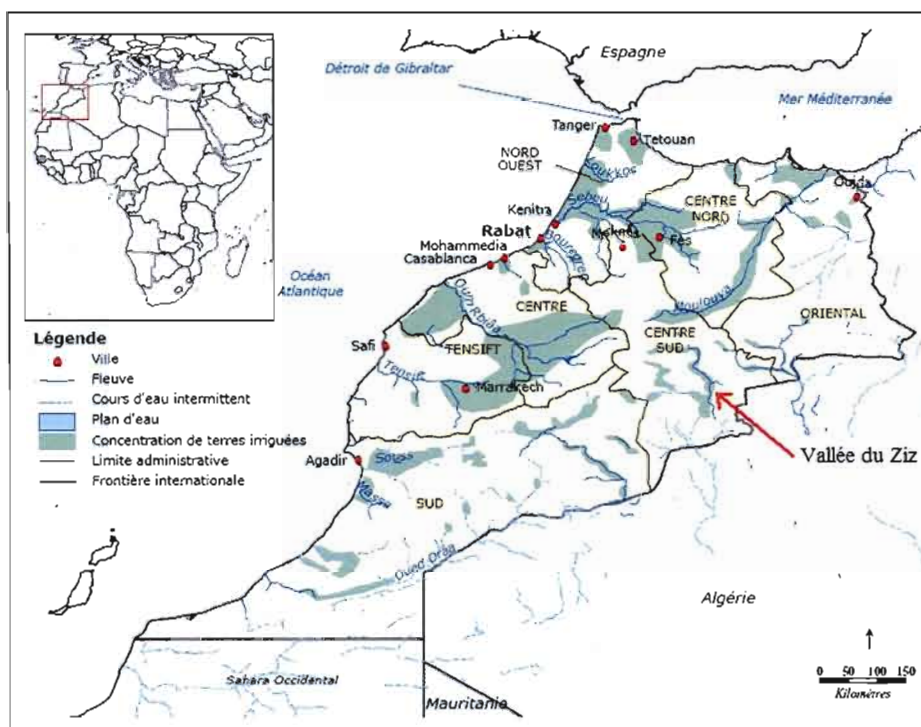 Espagne
Détroit de Gibraltar
Mer Méditerranée
Tanger
Tetouan
NORD
OUEST
Loukkos
Oujda
Sebou
CENTRE
NORD
Kenitra
Rabat
Meknès
Fès
Bouregreg
Mohammedia
Casablanca
Océan
Atlantique
Oum Rbiaa
Moulouya
CENTRE
ORIENTAL
CENTRE
SUD
Légende
Ville
Fleuve
Cours d'eau intermittent
Plan d'eau
Concentration de terres irriguées
Limite administrative
Frontière internationale
Safi
TENSIFT
Tensif
Marrakech
Vallée du Ziz
Agadir
Souss
Massa
SUD
Oued Drâa
Algérie
Sahara Occidental
Mauritanie
0 50 100 150
Kilomètres